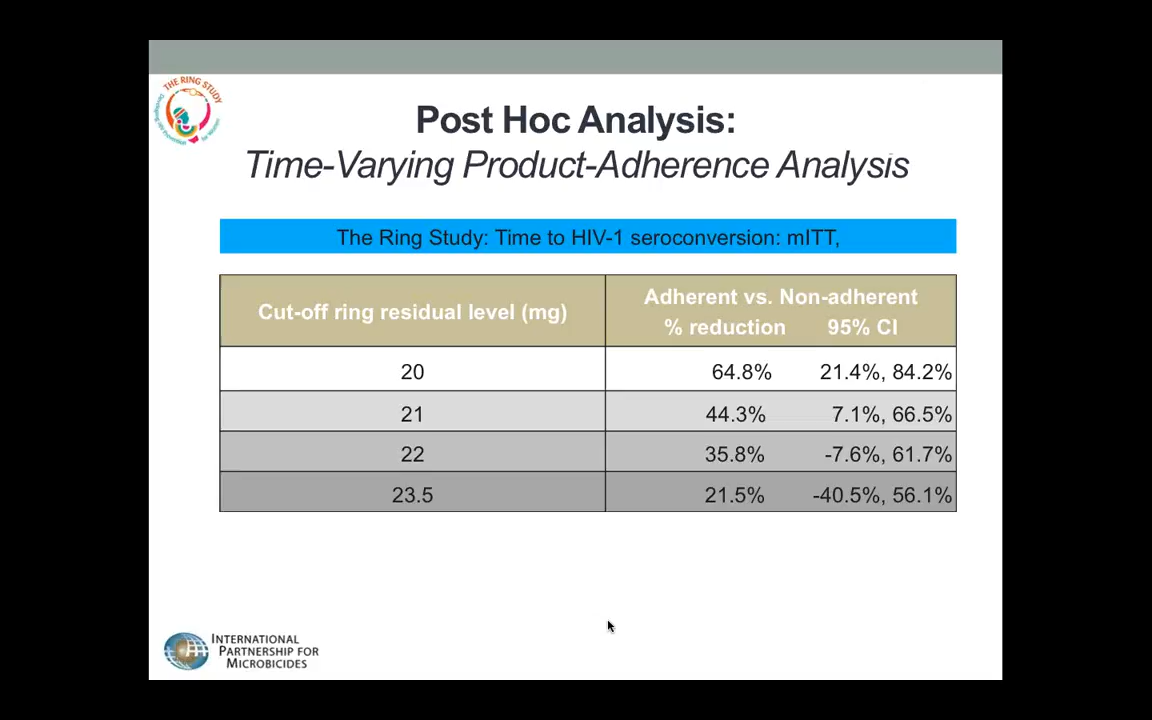 THE RING STUDY
Post Hoc Analysis:
Time-Varying Product-Adherence Analysis
The Ring Study: Time to HIV-1 seroconversion: mITT,
Cut-off ring residual level (mg)
Adherent vs. Non-adherent
% reduction 95% CI
20 64.8% 21.4%, 84.2%
21 44.3% 7.1%, 66.5%
22 35.8% -7.6%, 61.7%
23.5 21.5% -40.5%, 56.1%
INTERNATIONAL
PARTNERSHIP FOR
MICROBICIDES